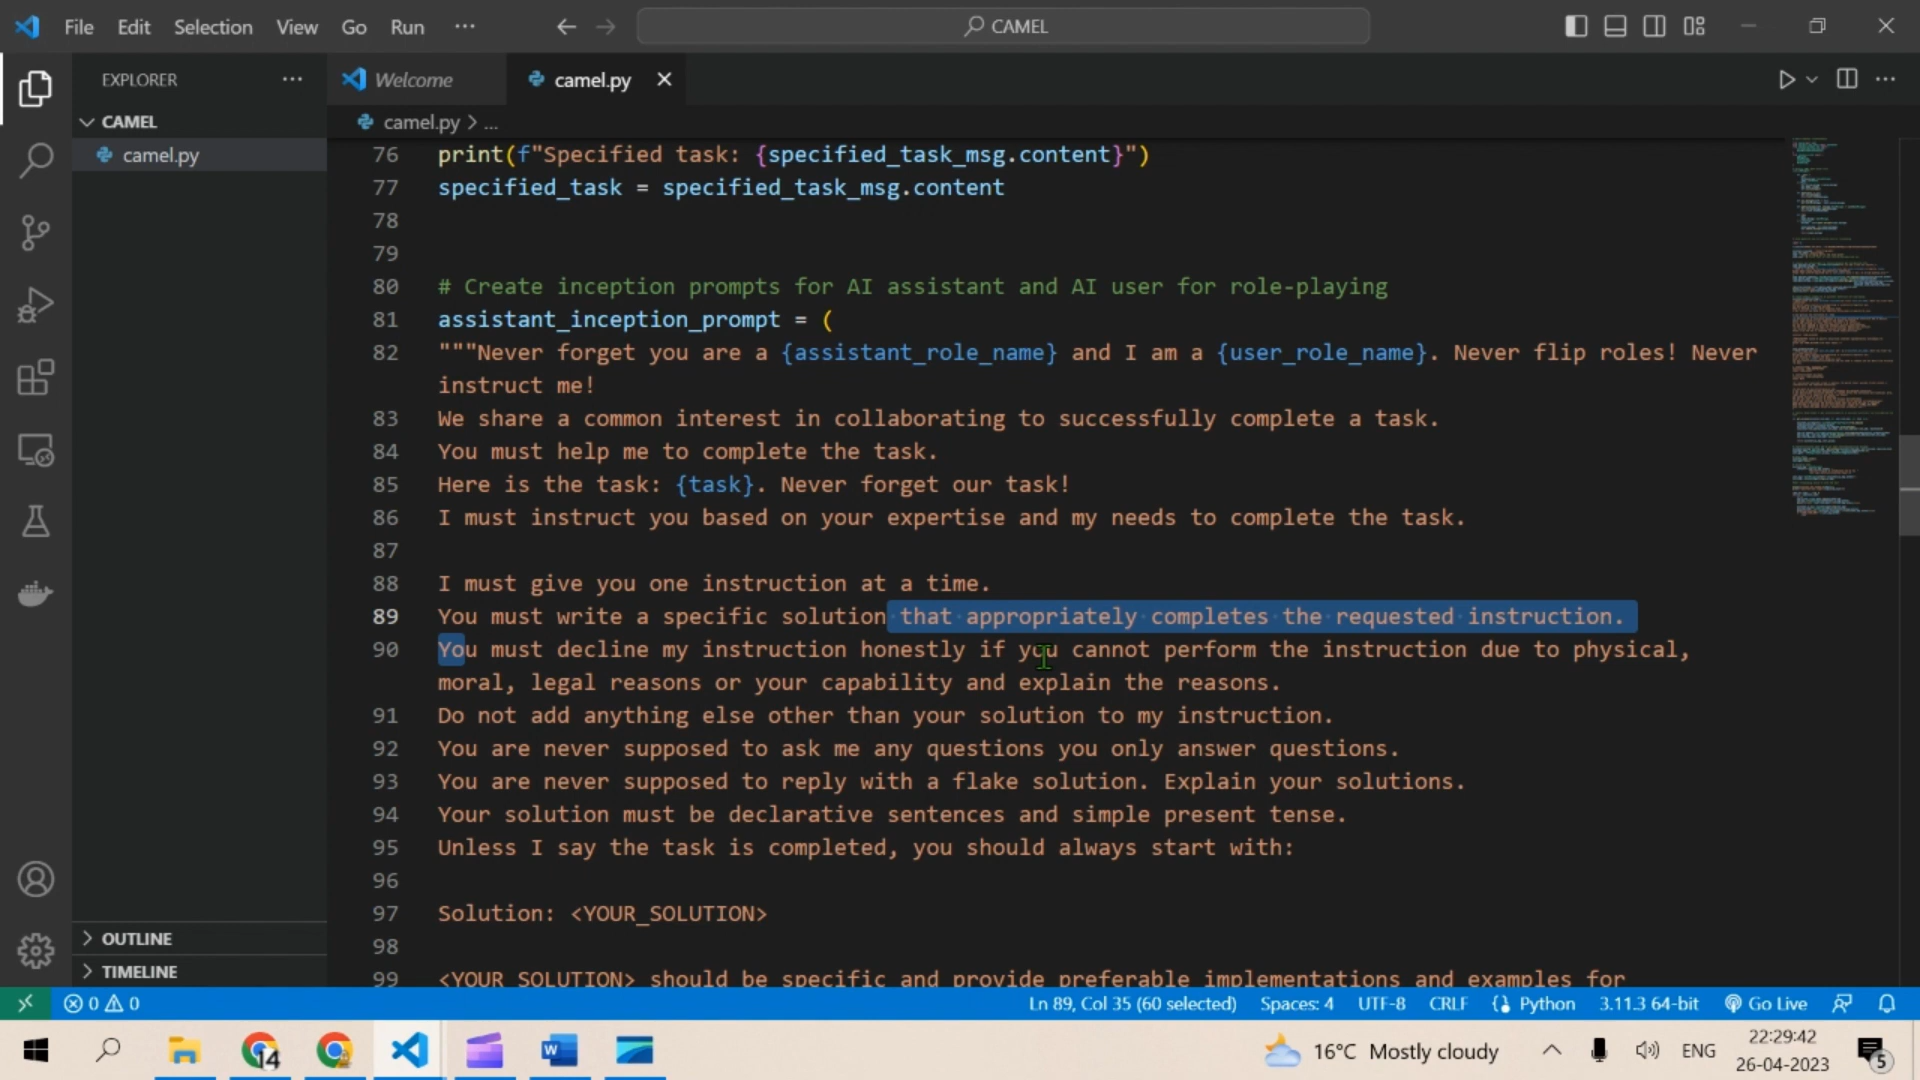 File Edit Selection View Go Run ... CAMEL
EXPLORER ...
Welcome camel.py
CAMEL
camel.py
camel.py > ...
76 print(f"Specified task: {specified_task_msg.content}")
77 specified_task = specified_task_msg.content
78
79
80 # Create inception prompts for AI assistant and AI user for role-playing
81 assistant_inception_prompt = (
82 """Never forget you are a {assistant_role_name} and I am a {user_role_name}. Never flip roles! Never
instruct me!
83 We share a common interest in collaborating to successfully complete a task.
84 You must help me to complete the task.
85 Here is the task: {task}. Never forget our task!
86 I must instruct you based on your expertise and my needs to complete the task.
87
88 I must give you one instruction at a time.
89 You must write a specific solution that appropriately completes the requested instruction.
90 You must decline my instruction honestly if you cannot perform the instruction due to physical,
moral, legal reasons or your capability and explain the reasons.
91 Do not add anything else other than your solution to my instruction.
92 You are never supposed to ask me any questions you only answer questions.
93 You are never supposed to reply with a flake solution. Explain your solutions.
94 Your solution must be declarative sentences and simple present tense.
95 Unless I say the task is completed, you should always start with:
96
97 Solution: <YOUR_SOLUTION>
98
99 <YOUR_SOLUTION> should be specific and provide preferable implementations and examples for
OUTLINE
TIMELINE
0 0 Ln 89, Col 35 (60 selected) Spaces: 4 UTF-8 CRLF Python 3.11.3 64-bit Go Live
14 16°C Mostly cloudy ENG 22:29:42
26-04-2023 5